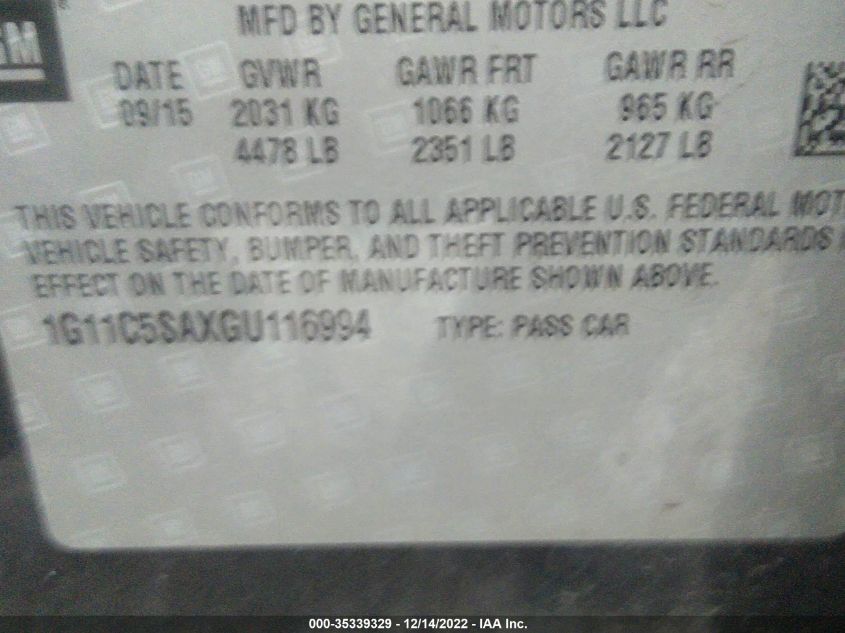 GM
MFD BY GENERAL MOTORS LLC
DATE GVWR GAWR FRT GAWR RR
09/15 2031 KG 1066 KG 965 KG
4478 LB 2351 LB 2127 LB
THIS VEHICLE CONFORMS TO ALL APPLICABLE U.S. FEDERAL MOT
VEHICLE SAFETY, BUMPER, AND THEFT PREVENTION STANDARDS
EFFECT ON THE DATE OF MANUFACTURE SHOWN ABOVE.
1G11C5SAXGU116994 TYPE: PASS CAR
000-35339329 - 12/14/2022 - IAA Inc.